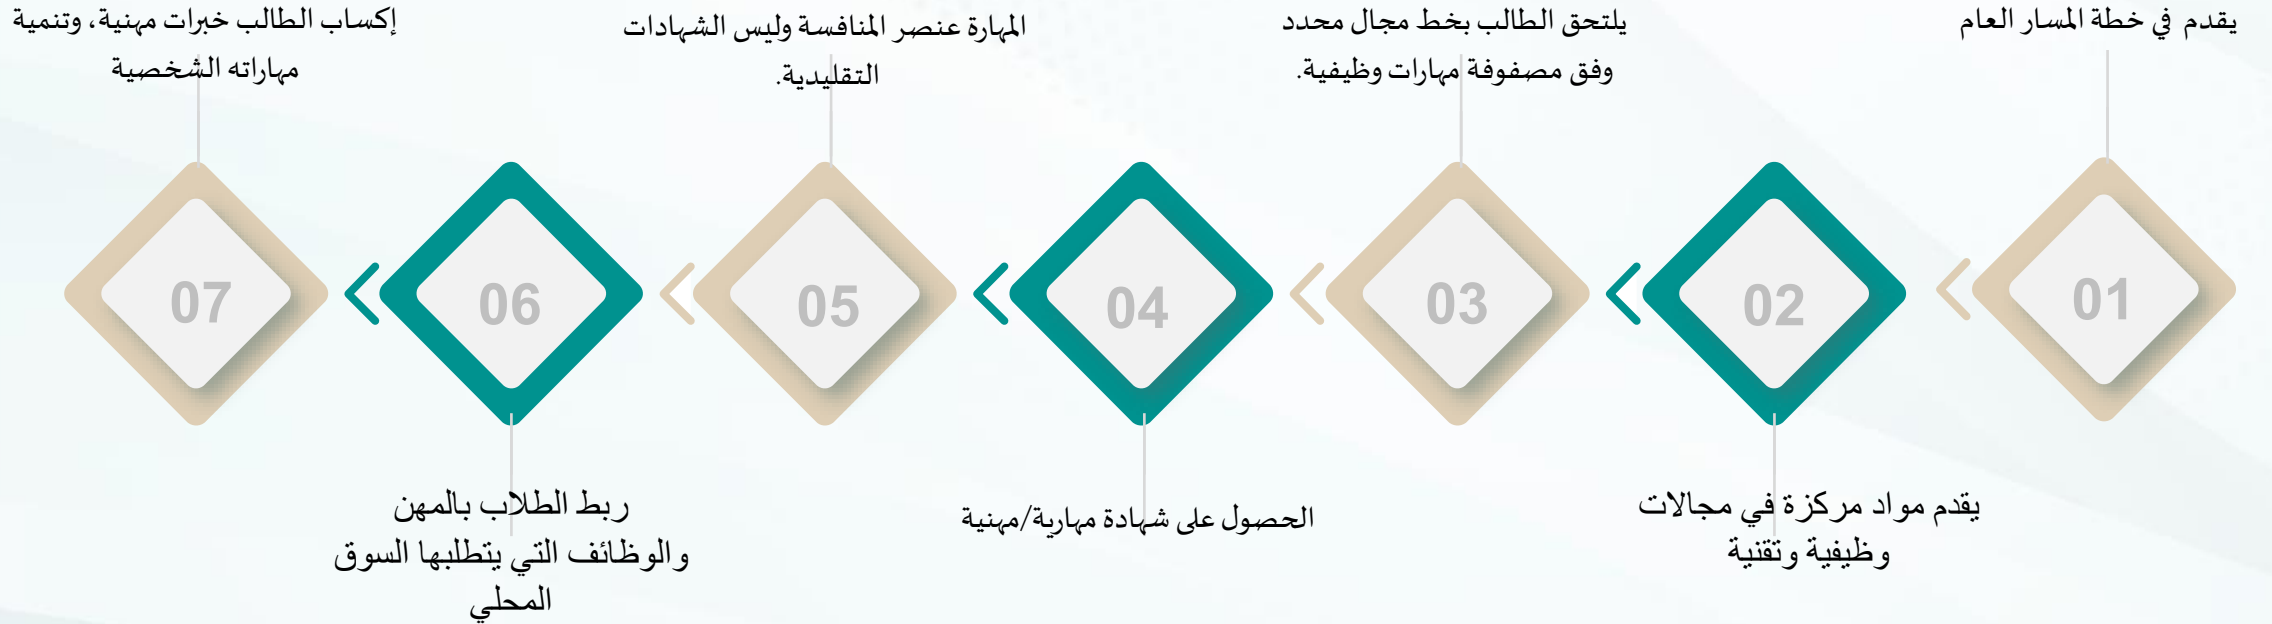 يقدم في خطة المسار العام
01
02
يقدم مواد مركزة في مجالات
وظيفية وتقنية
يلتحق الطالب بخط مجال محدد
وفق مصفوفة مهارات وظيفية.
03
04
الحصول على شهادة مهارية/مهنية
المهارة عنصر المنافسة وليس الشهادات
التقليدية.
05
06
ربط الطلاب بالمهن
والوظائف التي يتطلبها السوق
المحلي
إكساب الطالب خبرات مهنية، وتنمية
مهاراته الشخصية
07